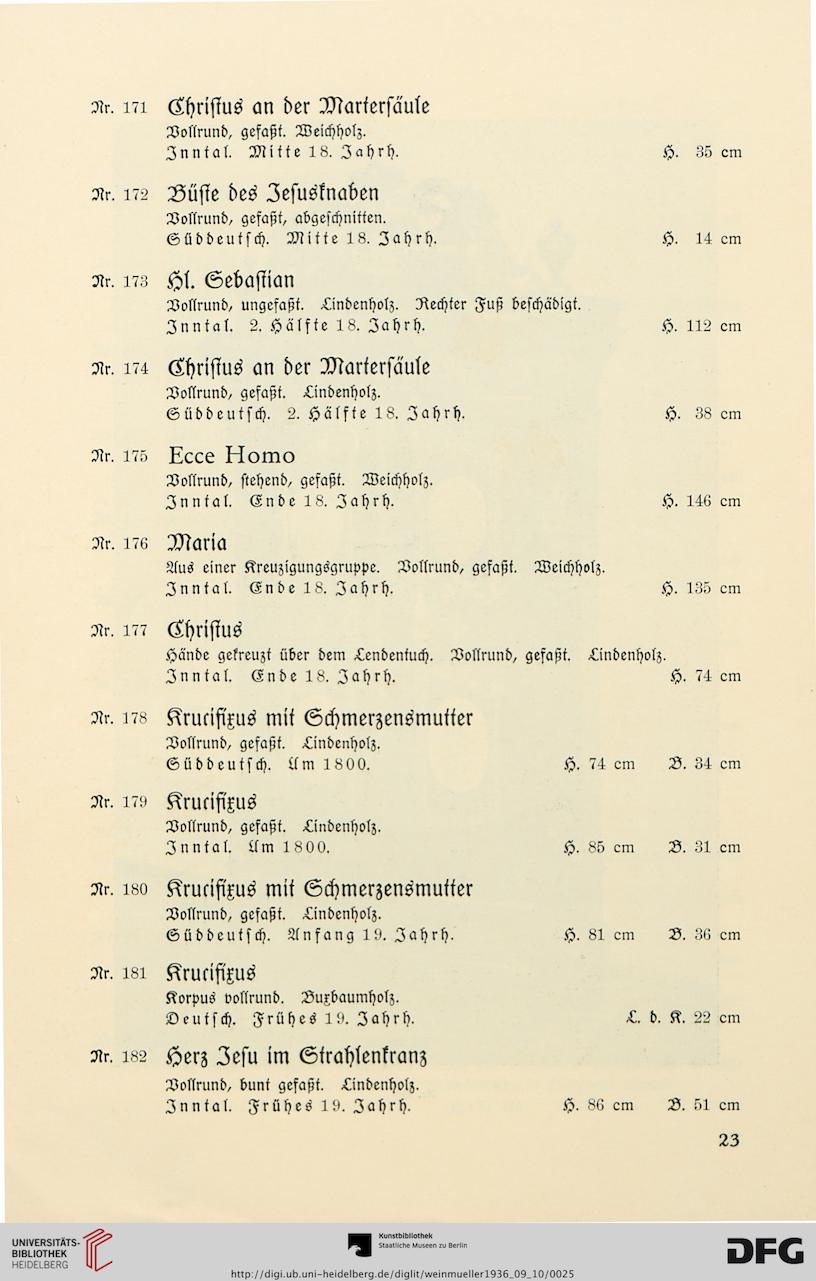 Nr. 171 Christus an der Martersäule
Vollrund, gefaßt. Weichholz.
Inntal. Mitte 18. Jahrh. H. 35 cm
Nr. 172 Büste des Jesusknaben
Vollrund, gefaßt, abgeschnitten.
Süddeutsch. Mitte 18. Jahrh. H. 14 cm
Nr. 173 Hl. Sebastian
Vollrund, ungefaßt. Lindenholz. Rechter Fuß beschädigt.
Inntal. 2. Hälfte 18. Jahrh. H. 112 cm
Nr. 174 Christus an der Martersäule
Vollrund, gefaßt. Lindenholz.
Süddeutsch. 2. Hälfte 18. Jahrh. H. 38 cm
Nr. 175 Ecce Homo
Vollrund, stehend, gefaßt. Weichholz.
Inntal. Ende 18. Jahrh. H. 146 cm
Nr. 176 Maria
Aus einer Kreuzigungsgruppe. Vollrund, gefaßt. Weichholz.
Inntal. Ende 18. Jahrh. H. 135 cm
Nr. 177 Christus
Hände gekreuzt über dem Lendentuch. Vollrund, gefaßt. Lindenholz.
Inntal. Ende 18. Jahrh. H. 74 cm
Nr. 178 Krucifixus mit Schmerzensmutter
Vollrund, gefaßt. Lindenholz.
Süddeutsch. Um 1800. H. 74 cm B. 34 cm
Nr. 179 Krucifixus
Vollrund, gefaßt. Lindenholz.
Inntal. Um 1800. H. 85 cm B. 31 cm
Nr. 180 Krucifixus mit Schmerzensmutter
Vollrund, gefaßt. Lindenholz.
Süddeutsch. Anfang 19. Jahrh. H. 81 cm B. 36 cm
Nr. 181 Krucifixus
Korpus vollrund. Buxbaumholz.
Deutsch. Frühes 19. Jahrh. L. d. K. 22 cm
Nr. 182 Herz Jesu im Strahlenkranz
Vollrund, bunt gefaßt. Lindenholz.
Inntal. Frühes 19. Jahrh. H. 86 cm B. 51 cm
23
UNIVERSITÄTS-
BIBLIOTHEK
HEIDELBERG
Kunstbibliothek
Staatliche Museen zu Berlin
DFG
http://digi.ub.uni-heidelberg.de/diglit/weinmueller1936_09_10/0025